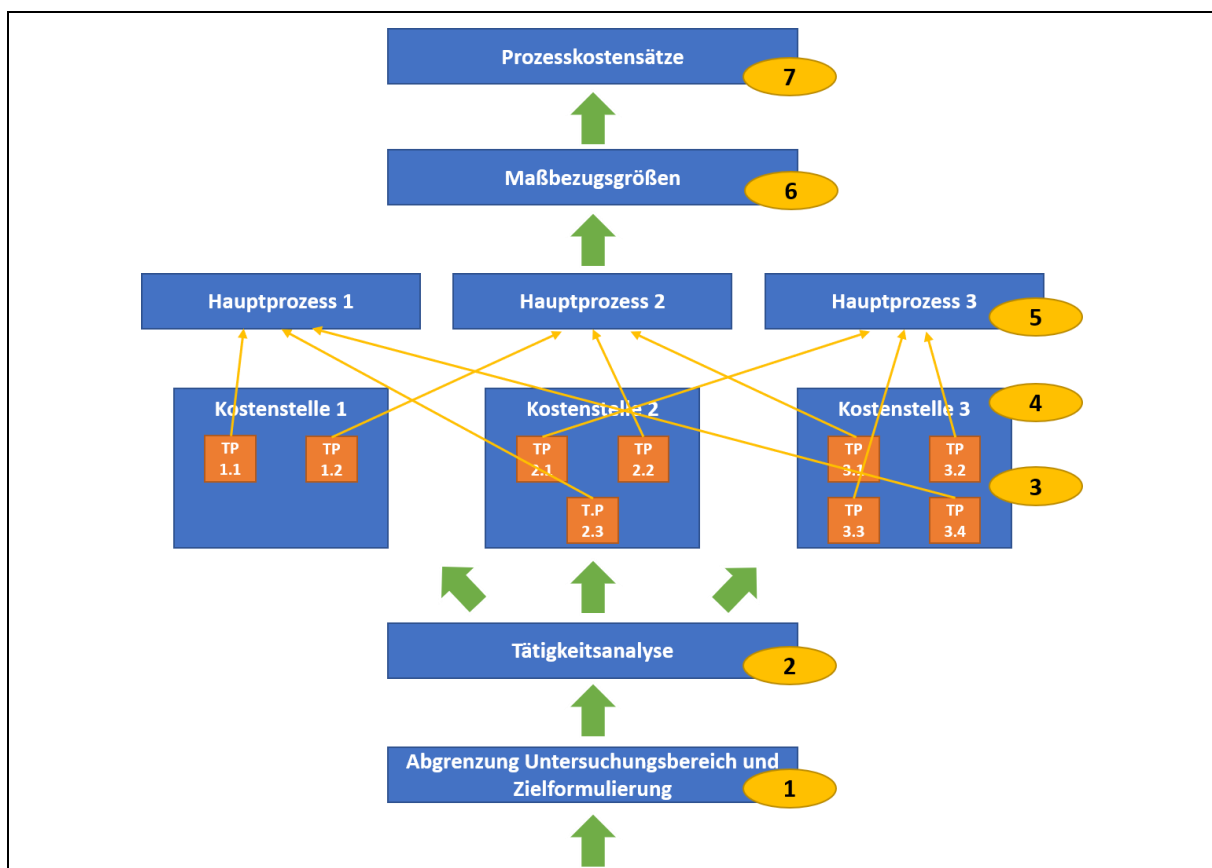 Prozesskostensätze
7
Maßbezugsgrößen
6
Hauptprozess 1
Hauptprozess 2
Hauptprozess 3
5
Kostenstelle 1
Kostenstelle 2
Kostenstelle 3
4
TP
1.1
TP
1.2
TP
2.1
TP
2.2
TP
3.1
TP
3.2
3
T.P
2.3
TP
3.3
TP
3.4
Tätigkeitsanalyse
2
Abgrenzung Untersuchungsbereich und
Zielformulierung
1